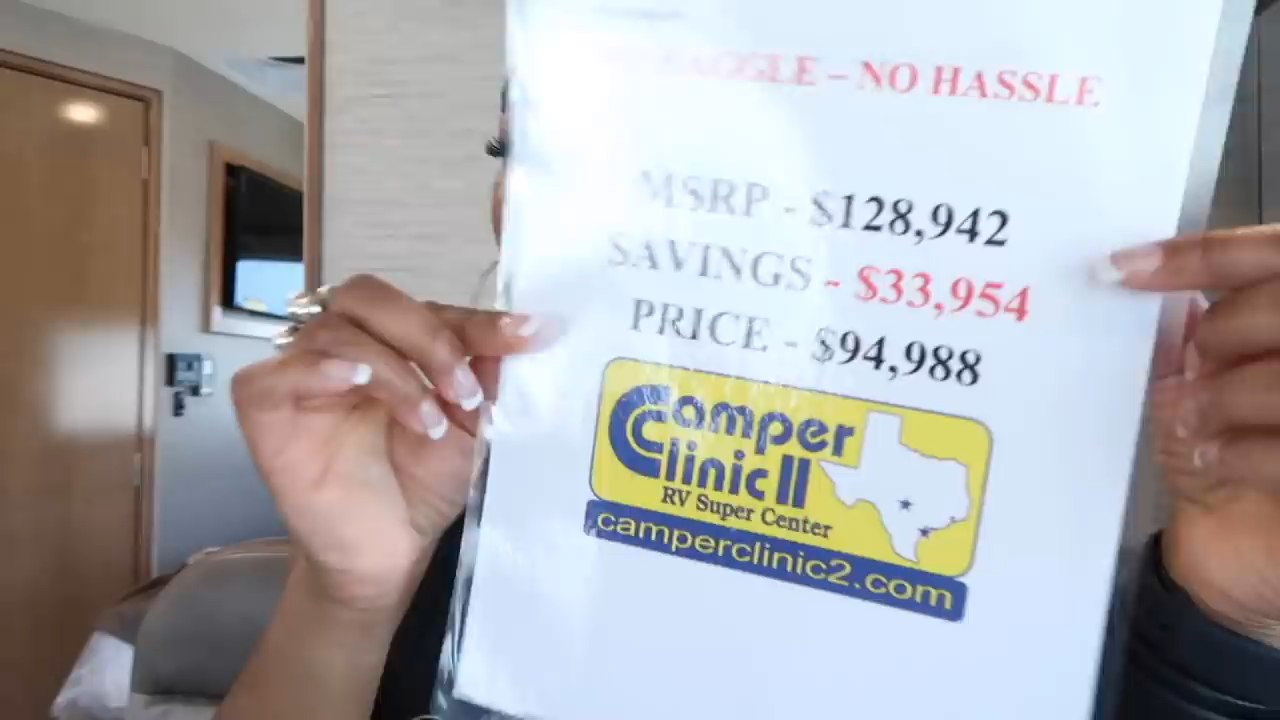 HAGGLE – NO HASSLE
MSRP - $128,942
SAVINGS - $33,954
PRICE - $94,988
Camper
Clinic II
RV Super Center
camperclinic2.com